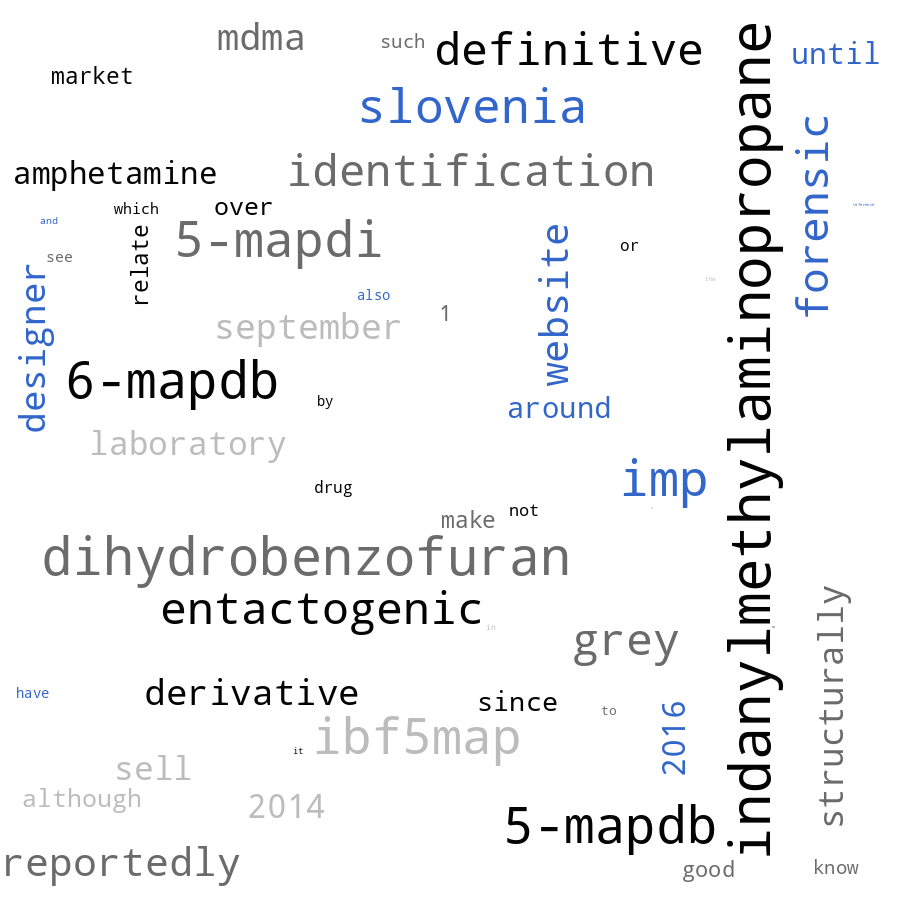 mdma
such
definitive
until
market
slovenia
amphetamine
identification
forensic
which
over
reference
and
5-mapdi
or
see
relate
website
indanylmethylaminopropane
the
also
designer
september
1
6-mapdb
by
around
laboratory
imp
drug
make
not
dihydrobenzofuran
entactogenic
in
grey
structurally
have
derivative
since
to
2016
ibf5map
it
sell
although
2014
5-mapdb
reportedly
good
know